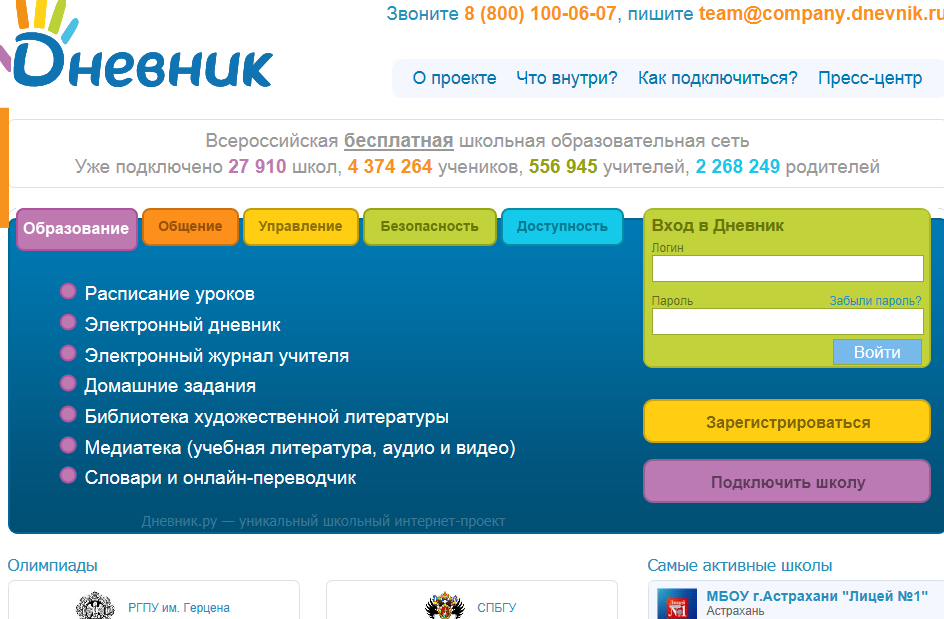 Звоните 8 (800) 100-06-07, пишите team@company.dnevnik.ru
Дневник
О проекте Что внутри? Как подключиться? Пресс-центр
Всероссийская бесплатная школьная образовательная сеть
Уже подключено 27 910 школ, 4 374 264 учеников, 556 945 учителей, 2 268 249 родителей
Образование Общение Управление Безопасность Доступность
Расписание уроков
Электронный дневник
Электронный журнал учителя
Домашние задания
Библиотека художественной литературы
Медиатека (учебная литература, аудио и видео)
Словари и онлайн-переводчик
Дневник.ру — уникальный школьный интернет-проект
Вход в Дневник
Логин
Пароль Забыли пароль?
Войти
Зарегистрироваться
Подключить школу
Олимпиады
РГПУ им. Герцена
СПБГУ
Самые активные школы
Лицей №1
МБОУ г.Астрахани "Лицей №1"
Астрахань